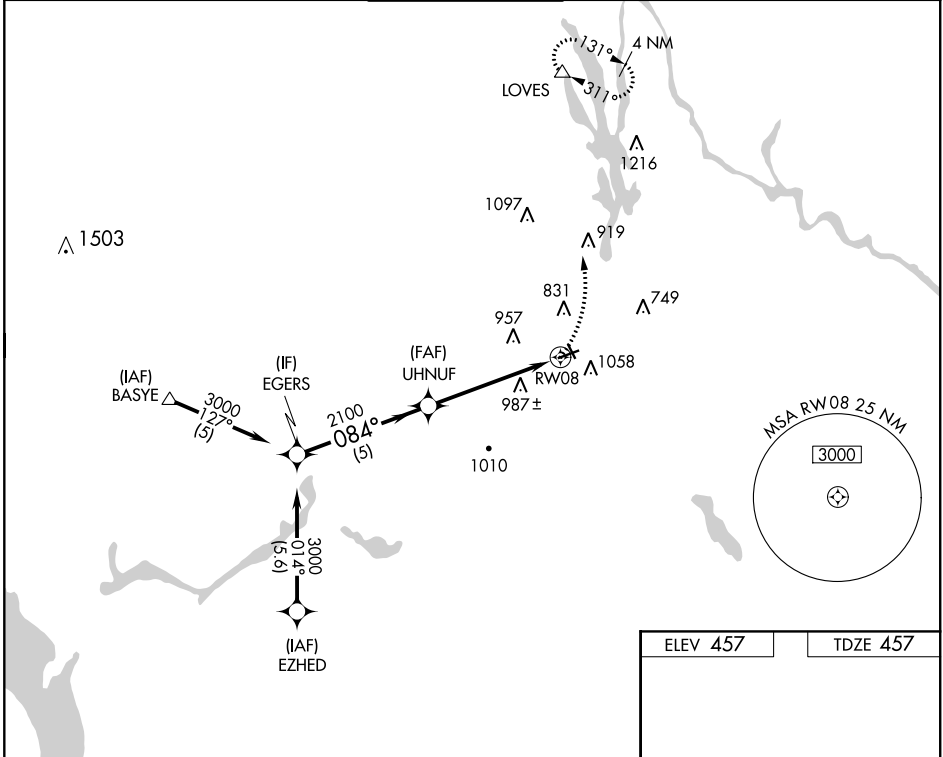 131°
4 NM
LOVES
311°
1216
1097
919
1503
831
749
957
(FAF)
UHNUF
1058
RW08
987±
(IF)
EGERS
(IAF)
BASYE
3000
127°
(5)
2100
084°
(5)
1010
MSA RW08 25 NM
3000
3000
014°
(5.6)
(IAF)
EZHED
ELEV 457
TDZE 457